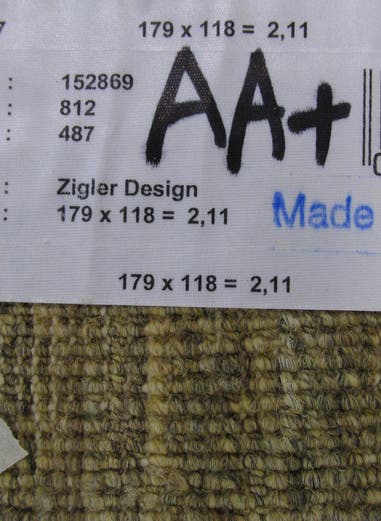 179 x 118 = 2,11
: 152869
: 812
: 487
AA+
: Zigler Design
: 179 x 118 = 2,11
Made
179 x 118 = 2,11